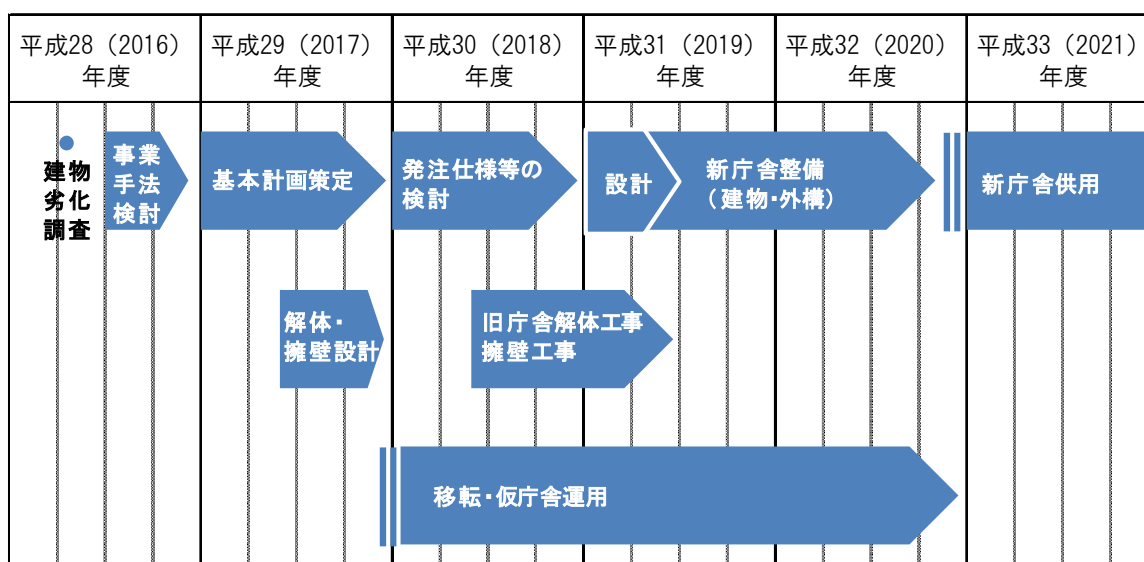 平成28（2016）
年度
平成29（2017）
年度
平成30（2018）
年度
平成31（2019）
年度
平成32（2020）
年度
平成33（2021）
年度
建物
劣化
調査
事業
手法
検討
基本計画策定
発注仕様等の
検討
設計
新庁舎整備
（建物・外構）
新庁舎供用
解体・
擁壁設計
旧庁舎解体工事
擁壁工事
移転・仮庁舎運用